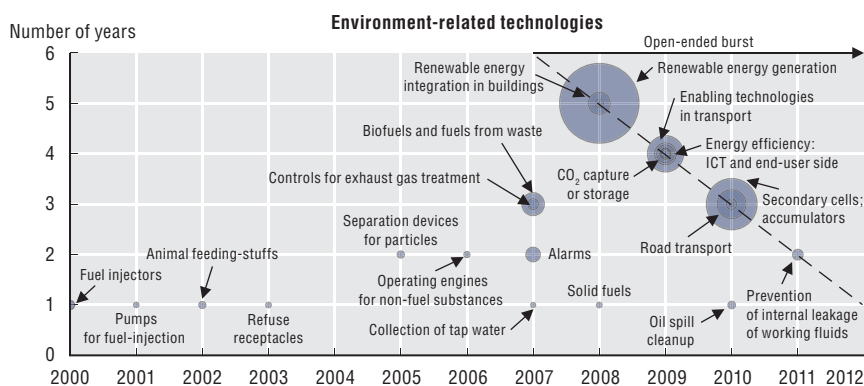 Environment-related technologies
Number of years
Open-ended burst
6
Renewable energy
integration in buildings
Renewable energy generation
5
Enabling technologies
in transport
Biofuels and fuels from waste
Energy efficiency:
ICT and end-user side
4
Controls for exhaust gas treatment
CO₂ capture
or storage
Secondary cells;
accumulators
3
Separation devices
for particles
Road transport
Animal feeding-stuffs
2
Alarms
Fuel injectors
Operating engines
for non-fuel substances
Solid fuels
Prevention
of internal leakage
of working fluids
1
Pumps
for fuel-injection
Refuse
receptacles
Collection of tap water
Oil spill
cleanup
0
2000 2001 2002 2003 2004 2005 2006 2007 2008 2009 2010 2011 2012